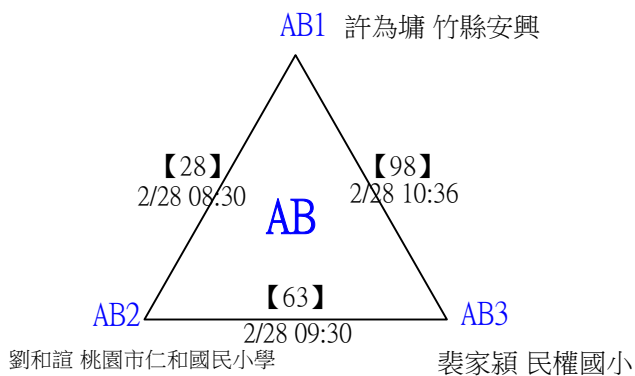 AB1 許為墉 竹縣安興
【28】 【98】
2/28 08:30 2/28 10:36
AB
【63】
AB2 AB3
2/28 09:30
劉和誼 桃園市仁和國民小學 裴家穎 民權國小